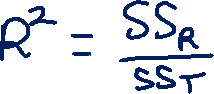 R² = SS_R / SS_T